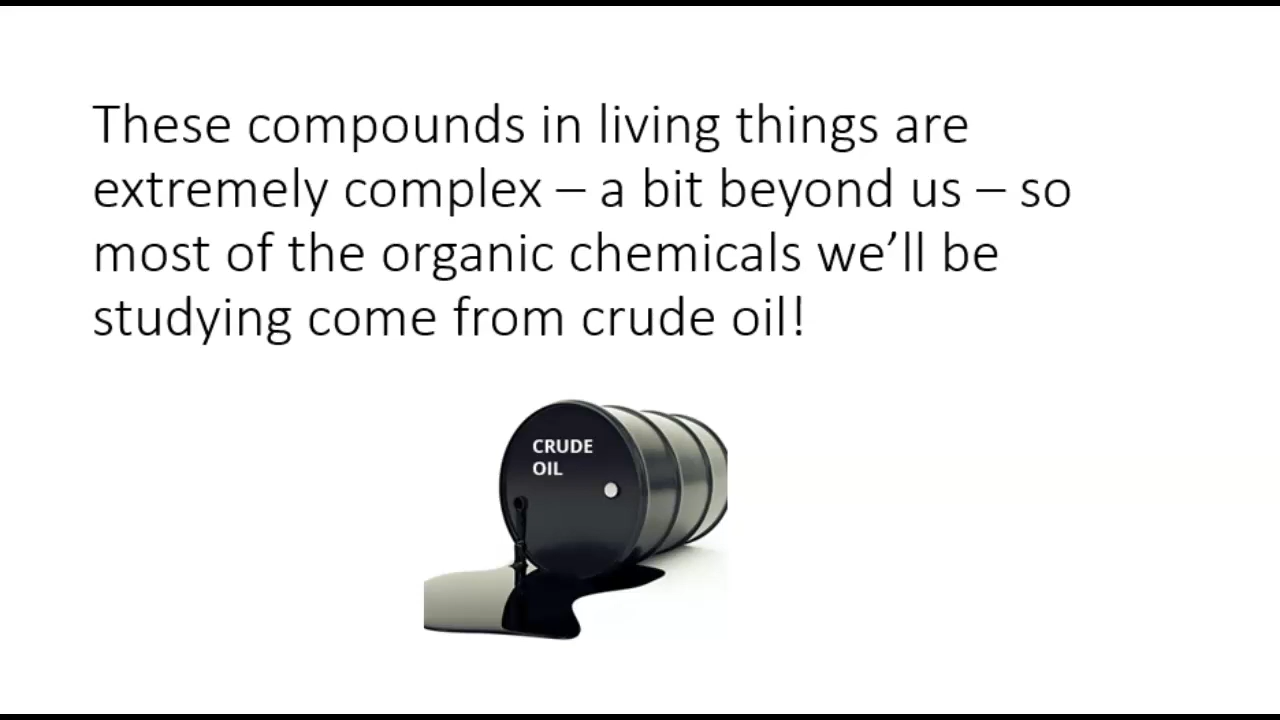 These compounds in living things are
extremely complex – a bit beyond us – so
most of the organic chemicals we’ll be
studying come from crude oil!
CRUDE
OIL